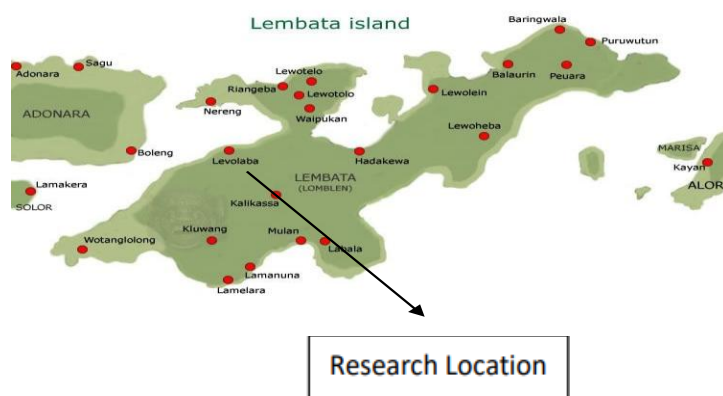 Lembata island
Baringwala
Puruwutun
Adonara
Sagu
Lewotelo
Riangeba
Lewotolo
Balaurin
Peuara
Nereng
Waipukan
Lewolein
ADONARA
Lewoheba
Boleng
Levolaba
Hadakewa
MARISA
Kayan
LEMBATA
(LOMBLEN)
ALOR
Lamakera
SOLOR
Kalikassa
Kluwang
Mulan
Labala
Wotanglolong
Lamanuna
Lamelara
Research Location